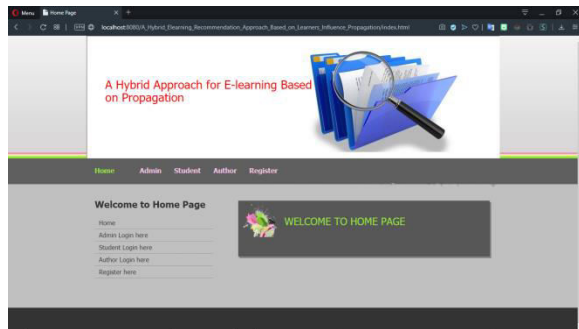 Menu
Home Page
localhost:8080/A_Hybrid_Elearning_Recommendation_Approach_Based_on_Learners_Influence_Propagation/index.html
A Hybrid Approach for E-learning Based
on Propagation
Home Admin Student Author Register
Welcome to Home Page
Home
Admin Login here
Student Login here
Author Login here
Register here
WELCOME TO HOME PAGE